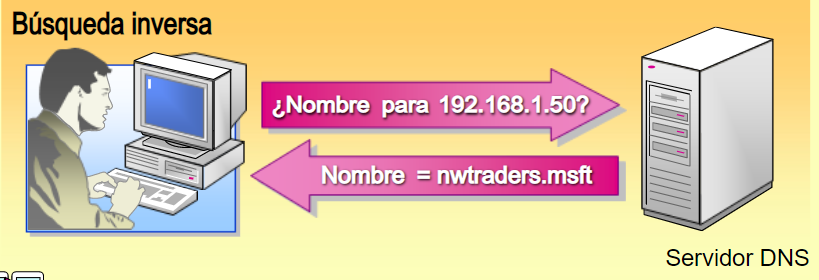 Búsqueda inversa
¿Nombre para 192.168.1.50?
Nombre = nwtraders.msft
Servidor DNS